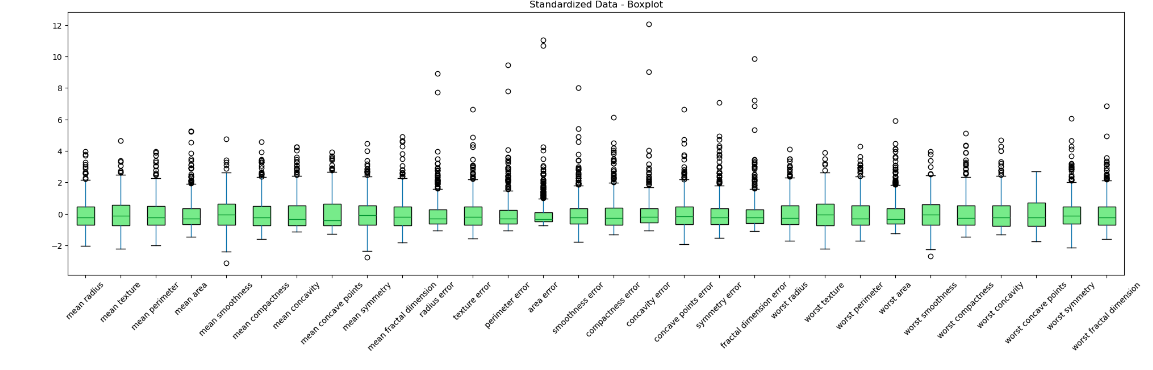 Standardized Data - Boxplot
12
10
8
6
4
2
0
−2
mean radius
mean texture
mean perimeter
mean area
mean smoothness
mean compactness
mean concavity
mean concave points
mean symmetry
mean fractal dimension
radius error
texture error
perimeter error
area error
smoothness error
compactness error
concavity error
concave points error
symmetry error
fractal dimension error
worst radius
worst texture
worst perimeter
worst area
worst smoothness
worst compactness
worst concavity
worst concave points
worst symmetry
worst fractal dimension